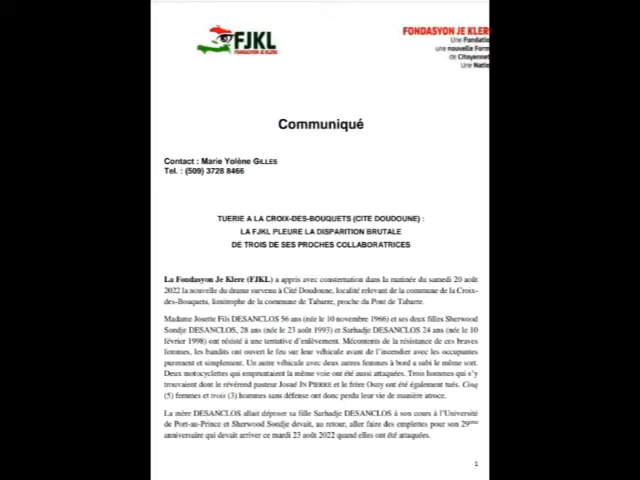 FJKL
FONDASYON JE KLERE
FONDASYON JE KLER
Une Fondatio
une nouvelle Form
de Citoyennet
Une Natio
Communiqué
Contact : Marie Yolène GILLES
Tel. : (509) 3728 8466
TUERIE A LA CROIX-DES-BOUQUETS (CITE DOUDOUNE) :
LA FJKL PLEURE LA DISPARITION BRUTALE
DE TROIS DE SES PROCHES COLLABORATRICES
La Fondasyon Je Klere (FJKL) a appris avec consternation dans la matinée du samedi 20 août
2022 la nouvelle du drame survenu à Cité Doudoune, localité relevant de la commune de la Croix-
des-Bouquets, limitrophe de la commune de Tabarre, proche du Pont de Tabarre.
Madame Josette Fils DESANCLOS 56 ans (née le 10 novembre 1966) et ses deux filles Sherwood
Sondje DESANCLOS, 28 ans (née le 23 août 1993) et Sarhadje DESANCLOS 24 ans (née le 10
février 1998) ont résisté à une tentative d'enlèvement. Mécontents de la résistance de ces braves
femmes, les bandits ont ouvert le feu sur leur véhicule avant de l'incendier avec les occupantes
purement et simplement. Un autre véhicule avec deux autres femmes à bord a subi le même sort.
Deux motocyclettes qui empruntaient la même voie ont été aussi attaquées. Trois hommes qui s'y
trouvaient dont le révérend pasteur Josué IN PIERRE et le frère Osny ont été également tués. Cinq
(5) femmes et trois (3) hommes sans défense ont donc perdu leur vie de manière atroce.
La mère DESANCLOS allait déposer sa fille Sarhadje DESANCLOS à son cours à l'Université
de Port-au-Prince et Sherwood Sondje devait, au retour, aller faire des emplettes pour son 29ème
anniversaire qui devait arriver ce mardi 23 août 2022 quand elles ont été attaquées.
1